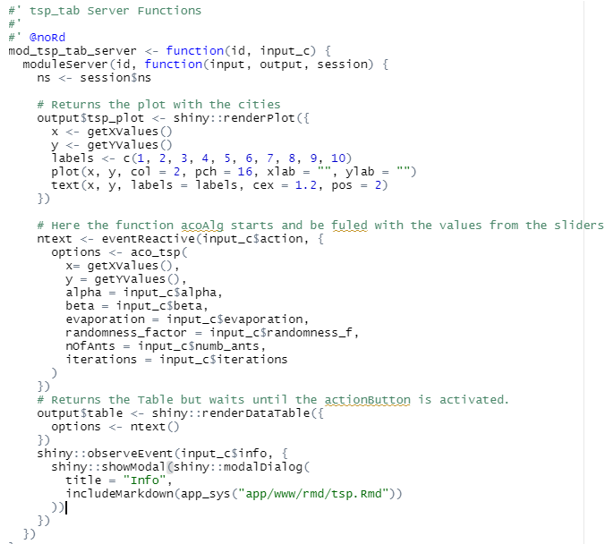 #' tsp_tab Server Functions
#'
#' @noRd
mod_tsp_tab_server <- function(id, input_c) {
  moduleServer(id, function(input, output, session) {
    ns <- session$ns

    # Returns the plot with the cities
    output$tsp_plot <- shiny::renderPlot({
      x <- getXValues()
      y <- getYValues()
      labels <- c(1, 2, 3, 4, 5, 6, 7, 8, 9, 10)
      plot(x, y, col = 2, pch = 16, xlab = "", ylab = "")
      text(x, y, labels = labels, cex = 1.2, pos = 2)
    })

    # Here the function acoAlg starts and be fuled with the values from the sliders
    ntext <- eventReactive(input_c$action, {
      options <- aco_tsp(
        x= getXValues(),
        y = getYValues(),
        alpha = input_c$alpha,
        beta = input_c$beta,
        evaporation = input_c$evaporation,
        randomness_factor = input_c$randomness_f,
        nOfAnts = input_c$numb_ants,
        iterations = input_c$iterations
      )
    })
    # Returns the Table but waits until the actionButton is activated.
    output$table <- shiny::renderDataTable({
      options <- ntext()
    })
    shiny::observeEvent(input_c$info, {
      shiny::showModal(shiny::modalDialog(
        title = "Info",
        includeMarkdown(app_sys("app/www/rmd/tsp.Rmd"))
      ))
    })
  })